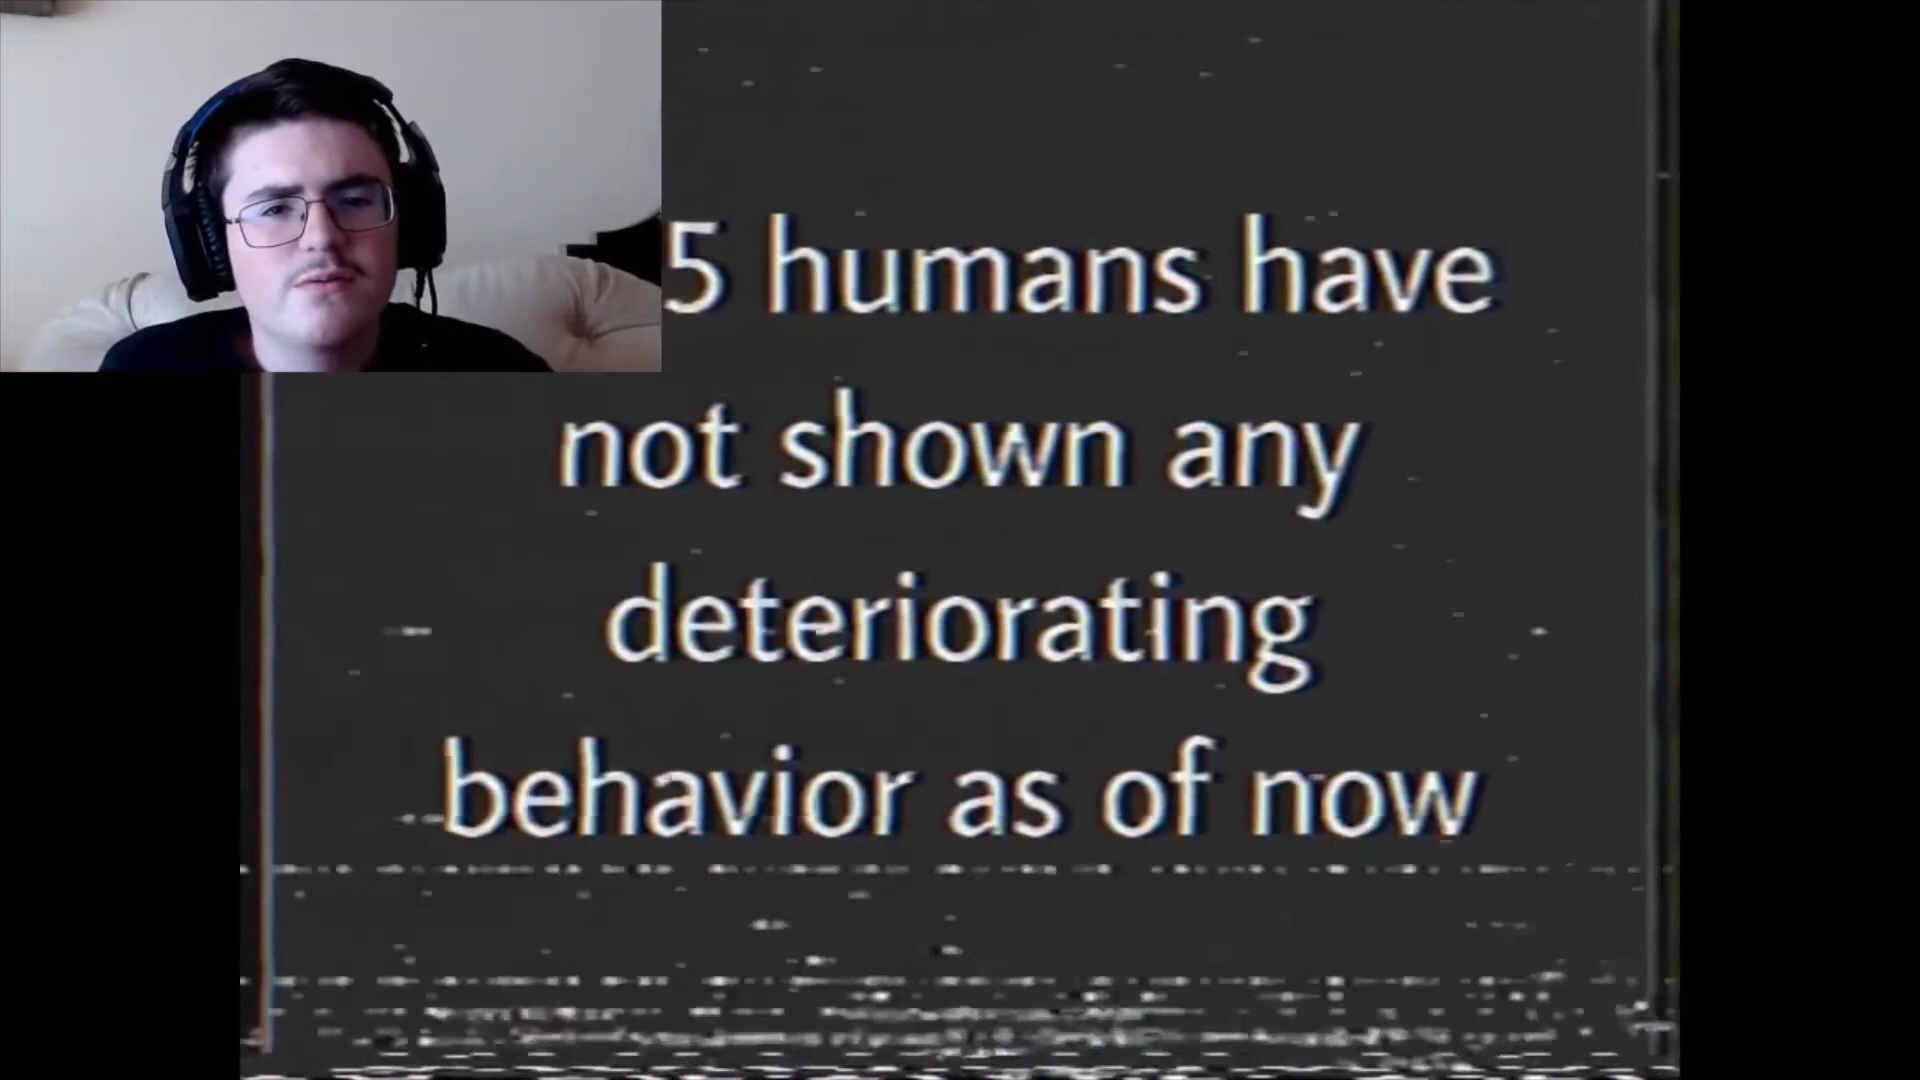 5 humans have
not shown any
deteriorating
behavior as of now